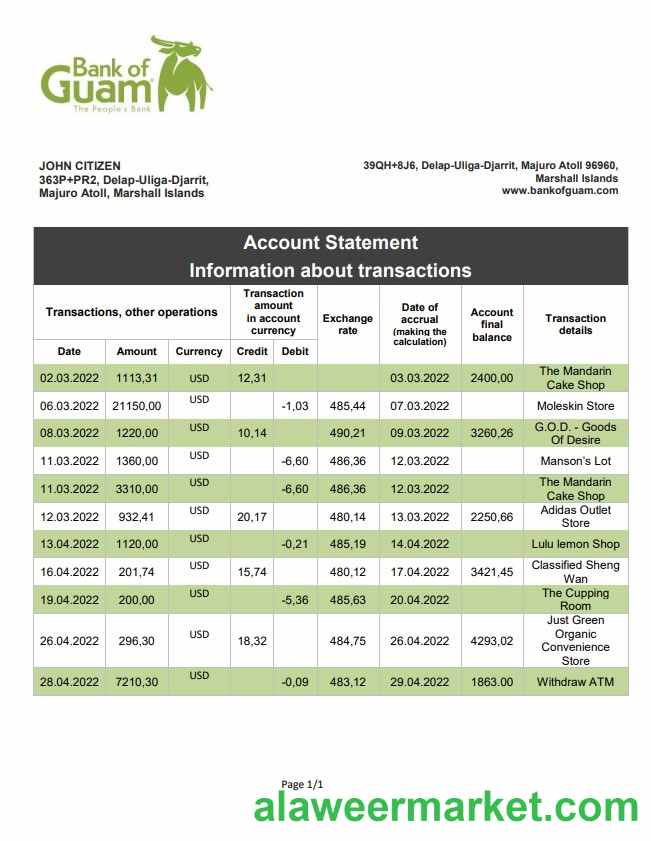 Bank of
Guam
The People's Bank
JOHN CITIZEN
363P+PR2, Delap-Uliga-Djarrit,
Majuro Atoll, Marshall Islands
39QH+8J6, Delap-Uliga-Djarrit, Majuro Atoll 96960,
Marshall Islands
www.bankofguam.com
Account Statement
Information about transactions
Transactions, other operations
Transaction
amount
in account
currency
Exchange
rate
Date of
accrual
(making the
calculation)
Account
final
balance
Transaction
details
Date Amount Currency Credit Debit
02.03.2022 1113,31 USD 12,31 03.03.2022 2400,00 The Mandarin
Cake Shop
06.03.2022 21150,00 USD -1,03 485,44 07.03.2022 Moleskin Store
08.03.2022 1220,00 USD 10,14 490,21 09.03.2022 3260,26 G.O.D. - Goods
Of Desire
11.03.2022 1360,00 USD -6,60 486,36 12.03.2022 Manson's Lot
11.03.2022 3310,00 USD -6,60 486,36 12.03.2022 The Mandarin
Cake Shop
12.03.2022 932,41 USD 20,17 480,14 13.03.2022 2250,66 Adidas Outlet
Store
13.04.2022 1120,00 USD -0,21 485,19 14.04.2022 Lulu lemon Shop
16.04.2022 201,74 USD 15,74 480,12 17.04.2022 3421,45 Classified Sheng
Wan
19.04.2022 200,00 USD -5,36 485,63 20.04.2022 The Cupping
Room
26.04.2022 296,30 USD 18,32 484,75 26.04.2022 4293,02 Just Green
Organic
Convenience
Store
28.04.2022 7210,30 USD -0,09 483,12 29.04.2022 1863.00 Withdraw ATM
Page 1/1
alaweermarket.com